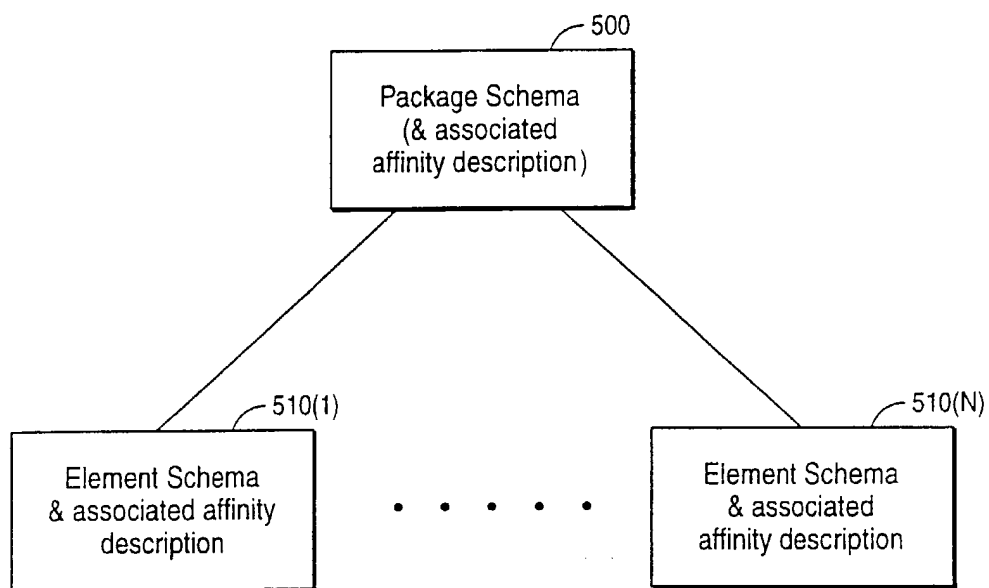 500
Package Schema
(& associated
affinity description)
510(1)
Element Schema
& associated affinity
description
510(N)
Element Schema
& associated
affinity description